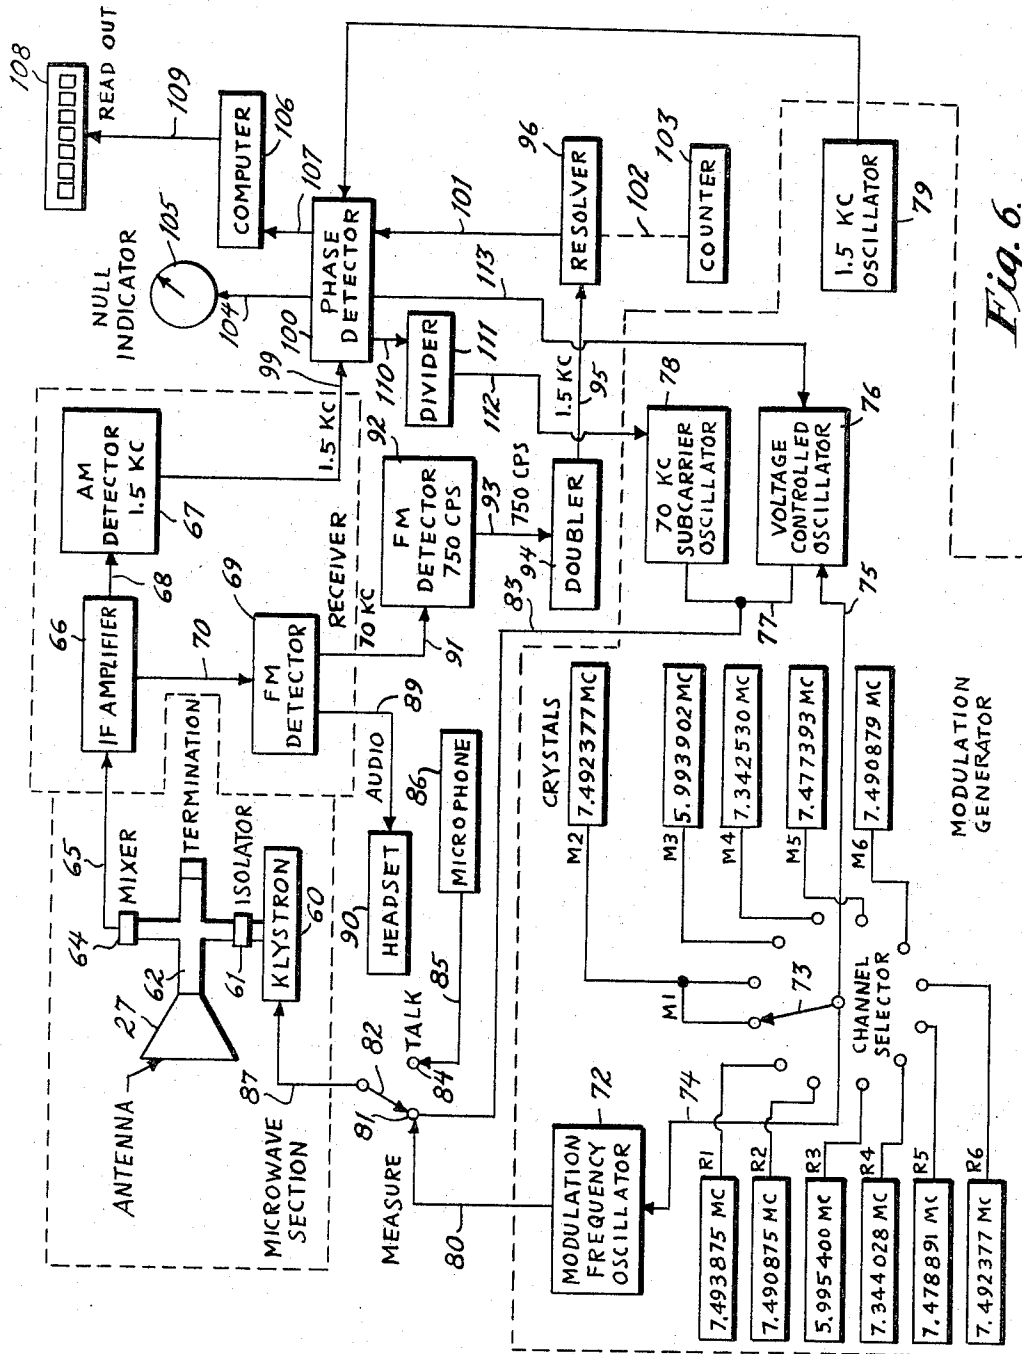 108
READ OUT
109
COMPUTER
106
107
NULL
INDICATOR
105
104
PHASE
DETECTOR
100
99
1.5 KC
101
RESOLVER
96
102
COUNTER
103
113
110
DIVIDER
111
112
1.5 KC
95
1.5 KC
OSCILLATOR
79
Fig. 6.
AM
DETECTOR
1.5 KC
67
68
IF AMPLIFIER
66
70
FM
DETECTOR
69
RECEIVER
70 KC
91
FM
DETECTOR
750 CPS
92
93
750 CPS
DOUBLER
94
83
70 KC
SUBCARRIER
OSCILLATOR
78
VOLTAGE
CONTROLLED
OSCILLATOR
76
77
75
65
MIXER
64
TERMINATION
62
ISOLATOR
61
KLYSTRON
60
27
ANTENNA
MICROWAVE
SECTION
87
AUDIO
89
HEADSET
90
MICROPHONE
86
85
TALK
84
82
81
MEASURE
80
MODULATION
FREQUENCY
OSCILLATOR
72
74
73
CHANNEL
SELECTOR
CRYSTALS
M1
M2
7.492377 MC
M3
5.993902 MC
M4
7.342530 MC
M5
7.477393 MC
M6
7.490879 MC
MODULATION
GENERATOR
7.493875 MC
R1
7.490875 MC
R2
5.995400 MC
R3
7.344028 MC
R4
7.478891 MC
R5
7.492377 MC
R6